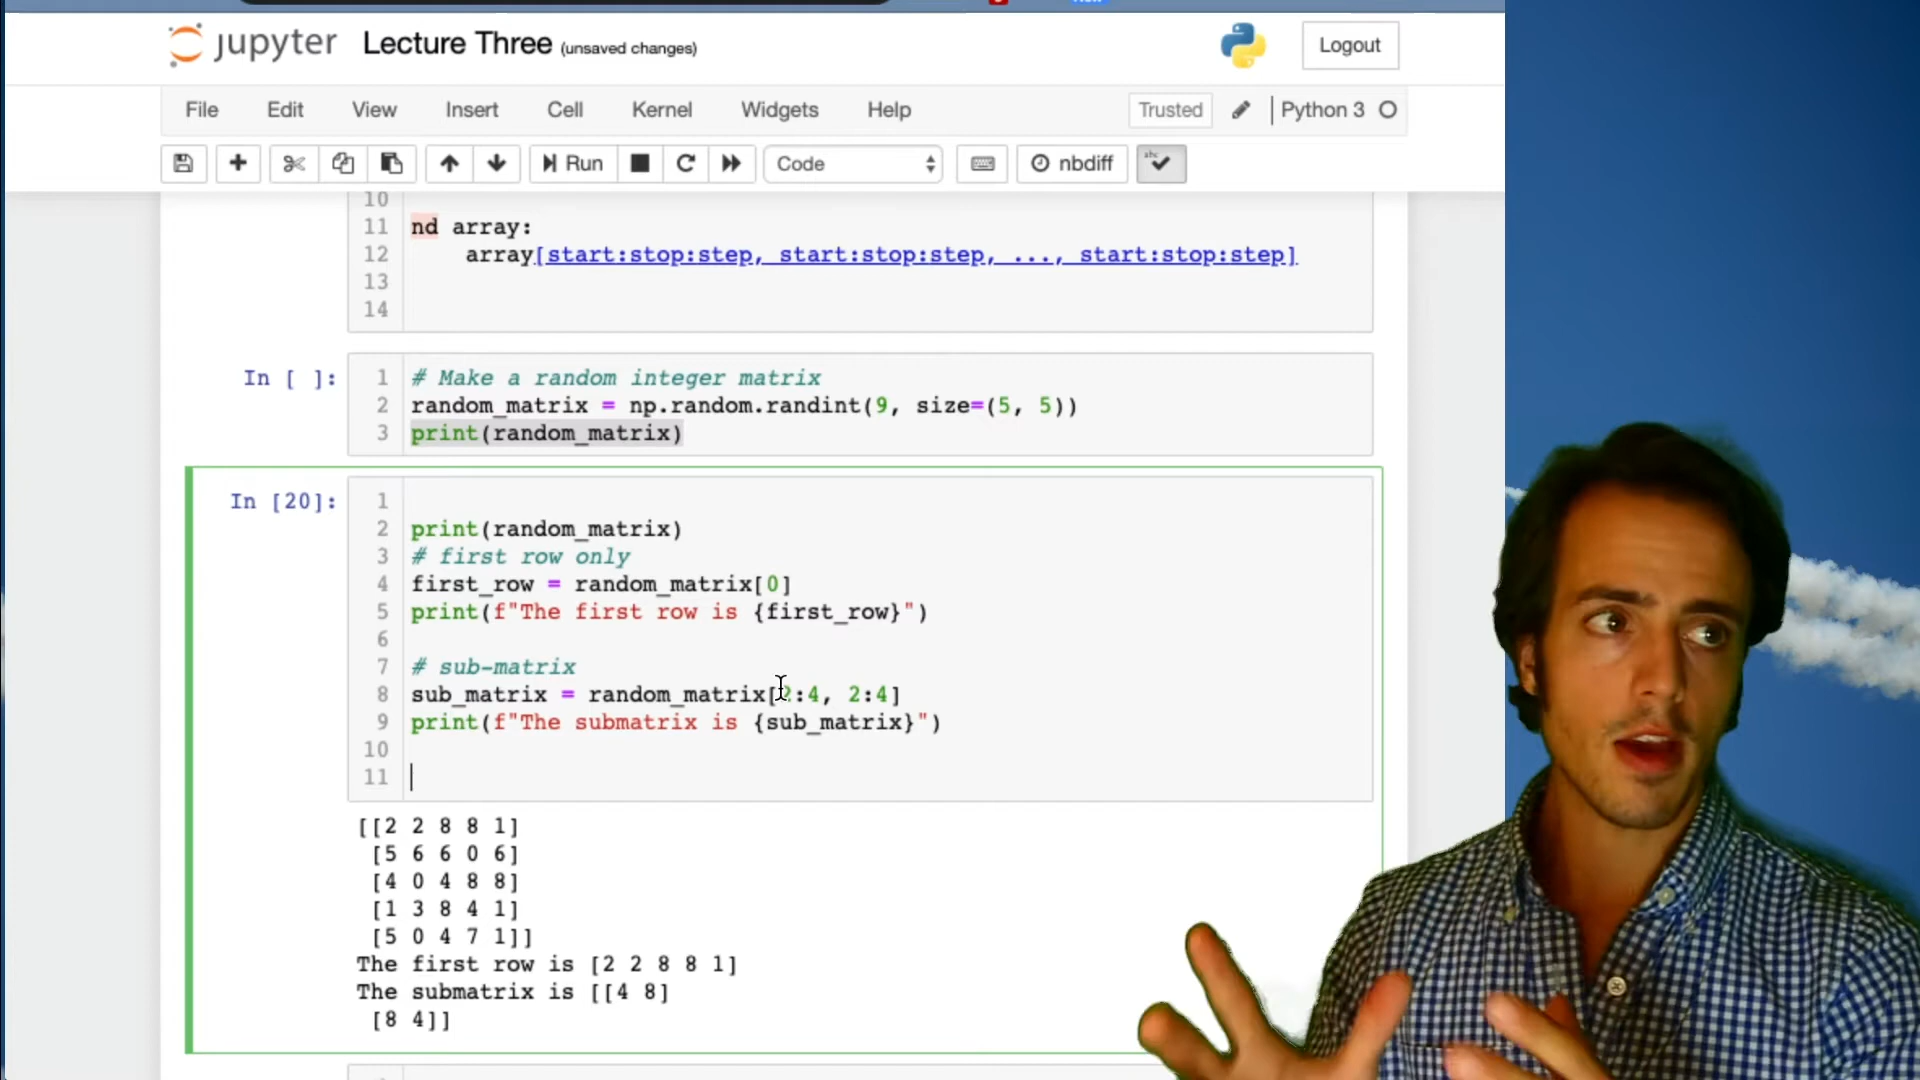 jupyter Lecture Three (unsaved changes)
Logout
File Edit View Insert Cell Kernel Widgets Help Trusted Python 3
Run Code nbdiff
10
11 nd array:
12 array[start:stop:step, start:stop:step, ..., start:stop:step]
13
14
In [ ]:
1 # Make a random integer matrix
2 random_matrix = np.random.randint(9, size=(5, 5))
3 print(random_matrix)
In [20]:
1
2 print(random_matrix)
3 # first row only
4 first_row = random_matrix[0]
5 print(f"The first row is {first_row}")
6
7 # sub-matrix
8 sub_matrix = random_matrix[2:4, 2:4]
9 print(f"The submatrix is {sub_matrix}")
10
11
[[2 2 8 8 1]
[5 6 6 0 6]
[4 0 4 8 8]
[1 3 8 4 1]
[5 0 4 7 1]]
The first row is [2 2 8 8 1]
The submatrix is [[4 8]
[8 4]]